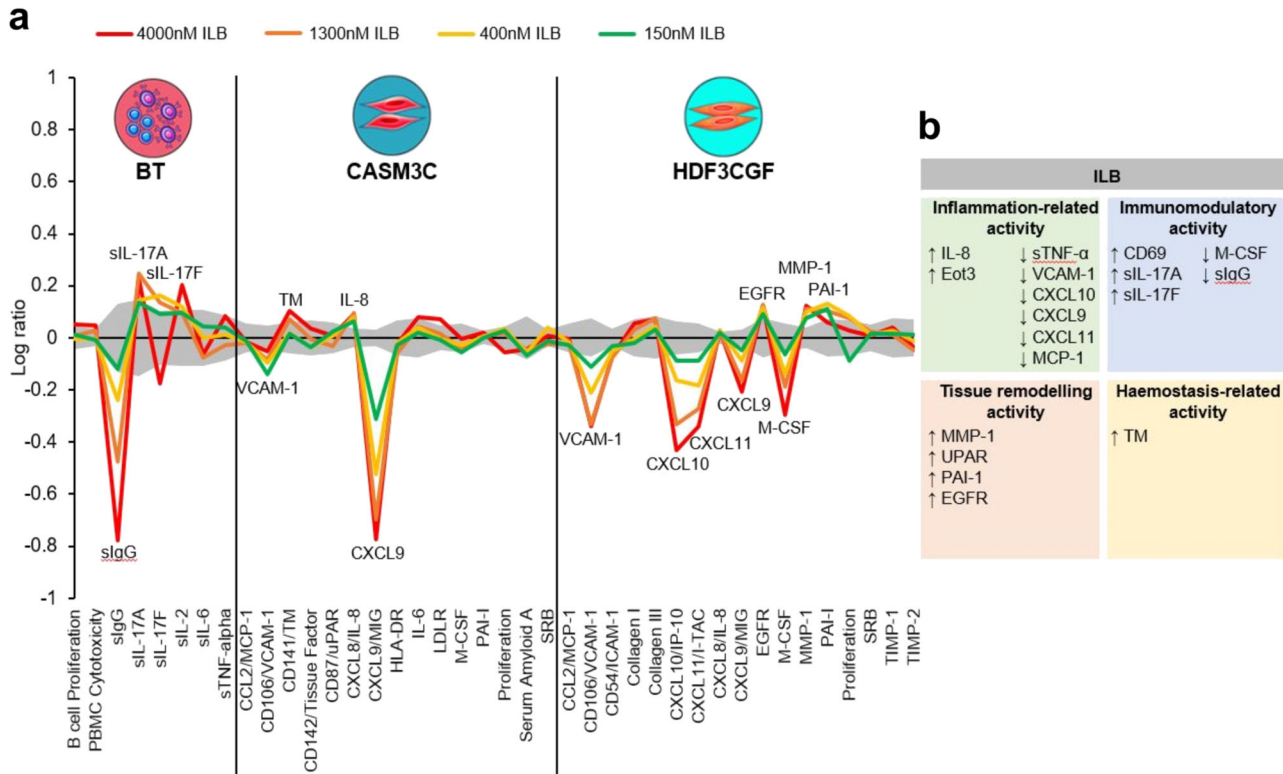 a
4000nM ILB
1300nM ILB
400nM ILB
150nM ILB
Log ratio
1
0.8
0.6
0.4
0.2
0
-0.2
-0.4
-0.6
-0.8
-1
BT
CASM3C
HDF3CGF
sIL-17A
sIL-17F
sIgG
VCAM-1
TM
IL-8
CXCL9
VCAM-1
CXCL10
CXCL11
CXCL9
EGFR
M-CSF
MMP-1
PAI-1
B cell Proliferation
PBMC Cytotoxicity
sIgG
sIL-17A
sIL-17F
sIL-2
sIL-6
sTNF-alpha
CCL2/MCP-1
CD106/VCAM-1
CD141/TM
CD142/Tissue Factor
CD87/uPAR
CXCL8/IL-8
CXCL9/MIG
HLA-DR
IL-6
LDLR
M-CSF
PAI-I
Proliferation
Serum Amyloid A
SRB
CCL2/MCP-1
CD106/VCAM-1
CD54/ICAM-1
Collagen I
Collagen III
CXCL10/IP-10
CXCL11/I-TAC
CXCL8/IL-8
CXCL9/MIG
EGFR
M-CSF
MMP-1
PAI-I
Proliferation
SRB
TIMP-1
TIMP-2
b
ILB
Inflammation-related
activity
↑ IL-8
↑ Eot3
↓ sTNF-α
↓ VCAM-1
↓ CXCL10
↓ CXCL9
↓ CXCL11
↓ MCP-1
Immunomodulatory
activity
↑ CD69
↑ sIL-17A
↑ sIL-17F
↓ M-CSF
↓ sIgG
Tissue remodelling
activity
↑ MMP-1
↑ UPAR
↑ PAI-1
↑ EGFR
Haemostasis-related
activity
↑ TM